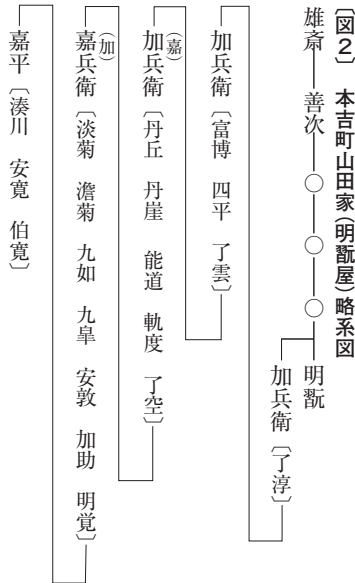 〔図２〕 本吉町山田家（明翫屋）略系図
雄斎 善次 〇 〇 〇 明翫
加兵衛〔了淳〕
加兵衛〔富博 四平 了雲〕
加（嘉）兵衛〔丹丘 丹崖 能道 軌度 了空〕
嘉（加）兵衛〔淡菊 澹菊 九如 九皐 安敦 加助 明覚〕
嘉平〔湊川 安寛 伯寛〕